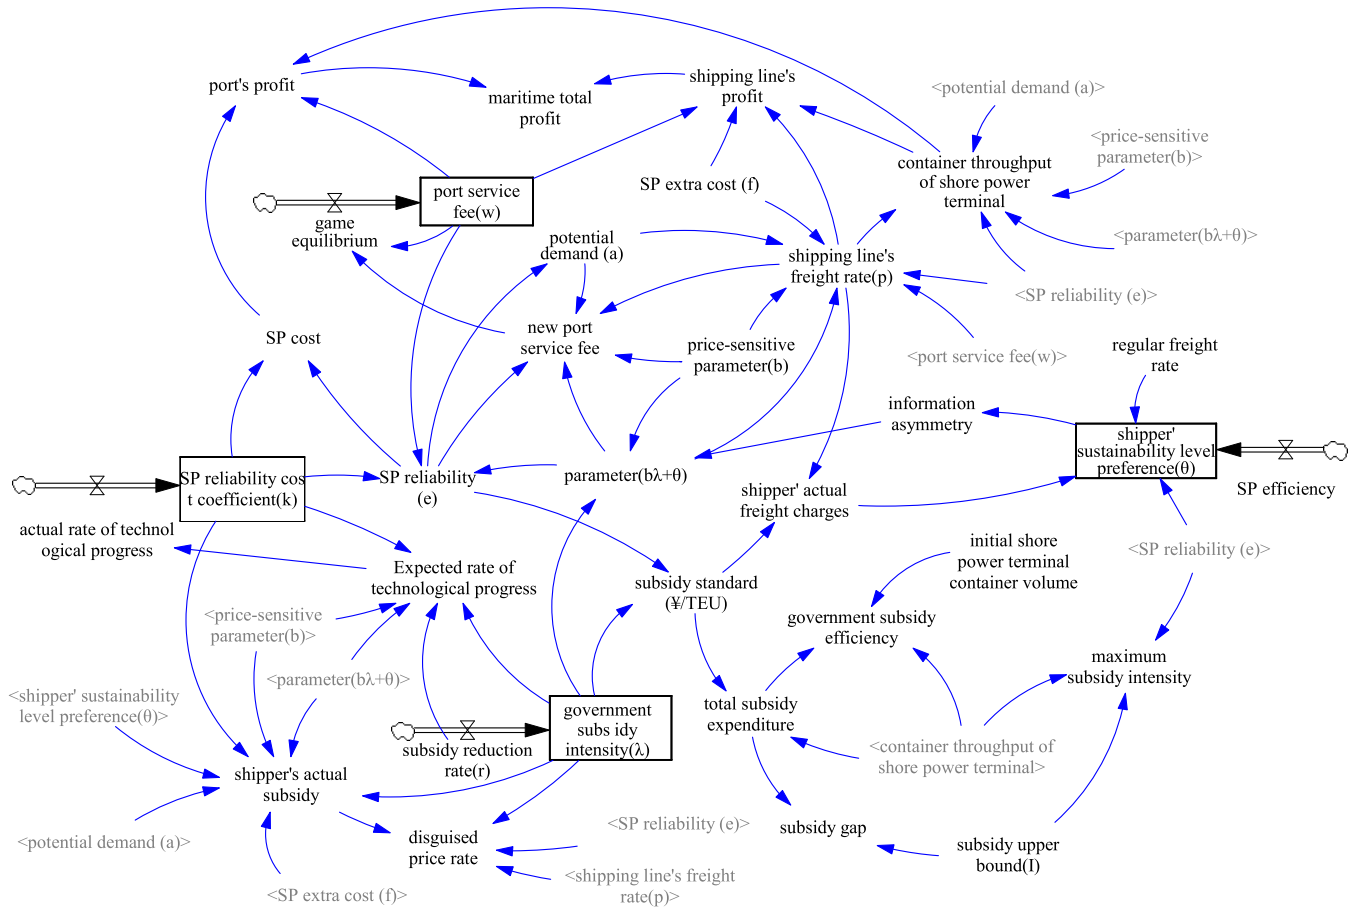 port's profit
maritime total
profit
shipping line's
profit
<potential demand (a)>
<price-sensitive
parameter(b)>
container throughput
of shore power
terminal
SP extra cost (f)
port service
fee(w)
game
equilibrium
potential
demand (a)
shipping line's
freight rate(p)
<parameter(bλ+θ)>
<SP reliability (e)>
SP cost
new port
service fee
price-sensitive
parameter(b)
<port service fee(w)>
regular freight
rate
information
asymmetry
shipper'
sustainability level
preference(θ)
SP efficiency
SP reliability cos
t coefficient(k)
SP reliability
(e)
parameter(bλ+θ)
shipper' actual
freight charges
actual rate of technol
ogical progress
Expected rate of
technological progress
subsidy standard
(¥/TEU)
initial shore
power terminal
container volume
<SP reliability (e)>
<price-sensitive
parameter(b)>
government subsidy
efficiency
<parameter(bλ+θ)>
maximum
subsidy intensity
<shipper' sustainability
level preference(θ)>
government
subs idy
intensity(λ)
total subsidy
expenditure
subsidy reduction
rate(r)
<container throughput of
shore power terminal>
shipper's actual
subsidy
<potential demand (a)>
disguised
price rate
<SP reliability (e)>
subsidy gap
subsidy upper
bound(I)
<SP extra cost (f)>
<shipping line's freight
rate(p)>